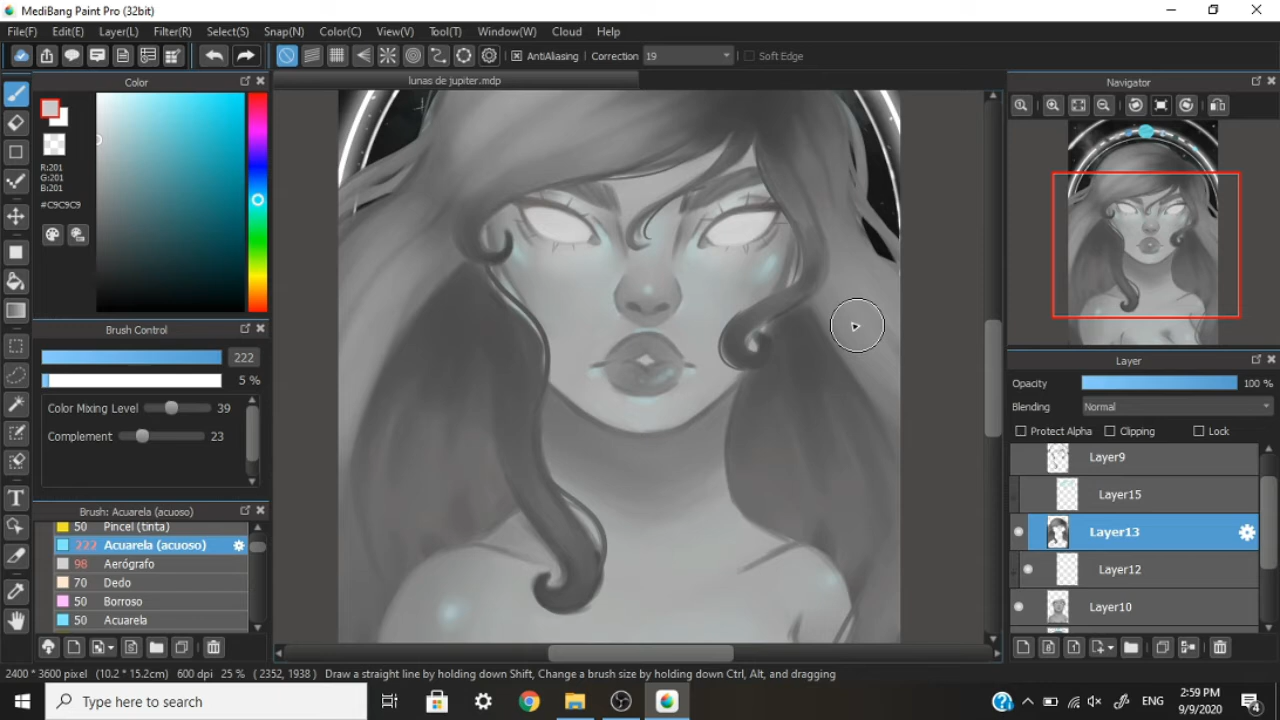 MediBang Paint Pro (32bit)
File(F) Edit(E) Layer(L) Filter(R) Select(S) Snap(N) Color(C) View(V) Tool(T) Window(W) Cloud Help
AntiAliasing Correction 19 Soft Edge
Color
lunas de jupiter.mdp
Navigator
R:201
G:201
B:201
#C9C9C9
Brush Control
222
5 %
Color Mixing Level 39
Complement 23
Brush: Acuarela (acuoso)
50 Pincel (tinta)
222 Acuarela (acuoso)
98 Aerógrafo
70 Dedo
50 Borroso
50 Acuarela
Layer
Opacity 100 %
Blending Normal
Protect Alpha Clipping Lock
Layer9
Layer15
Layer13
Layer12
Layer10
2400 * 3600 pixel (10.2 * 15.2cm) 600 dpi 25 % ( 2352, 1938 ) Draw a straight line by holding down Shift, Change a brush size by holding down Ctrl, Alt, and dragging
Type here to search
ENG
2:59 PM
9/9/2020
4